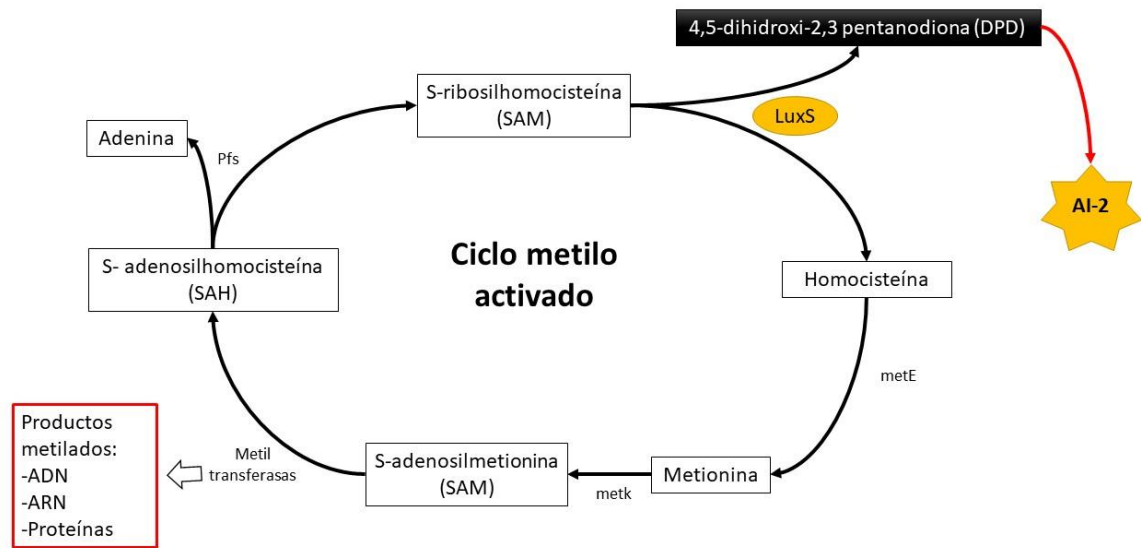 4,5-dihidroxi-2,3 pentanodiona (DPD)
S-ribosilhomocisteína
(SAM)
LuxS
Adenina
Pfs
AI-2
S- adenosilhomocisteína
(SAH)
Ciclo metilo
activado
Homocisteína
metE
Productos
metilados:
-ADN
-ARN
-Proteínas
Metil
transferasas
S-adenosilmetionina
(SAM)
metk
Metionina